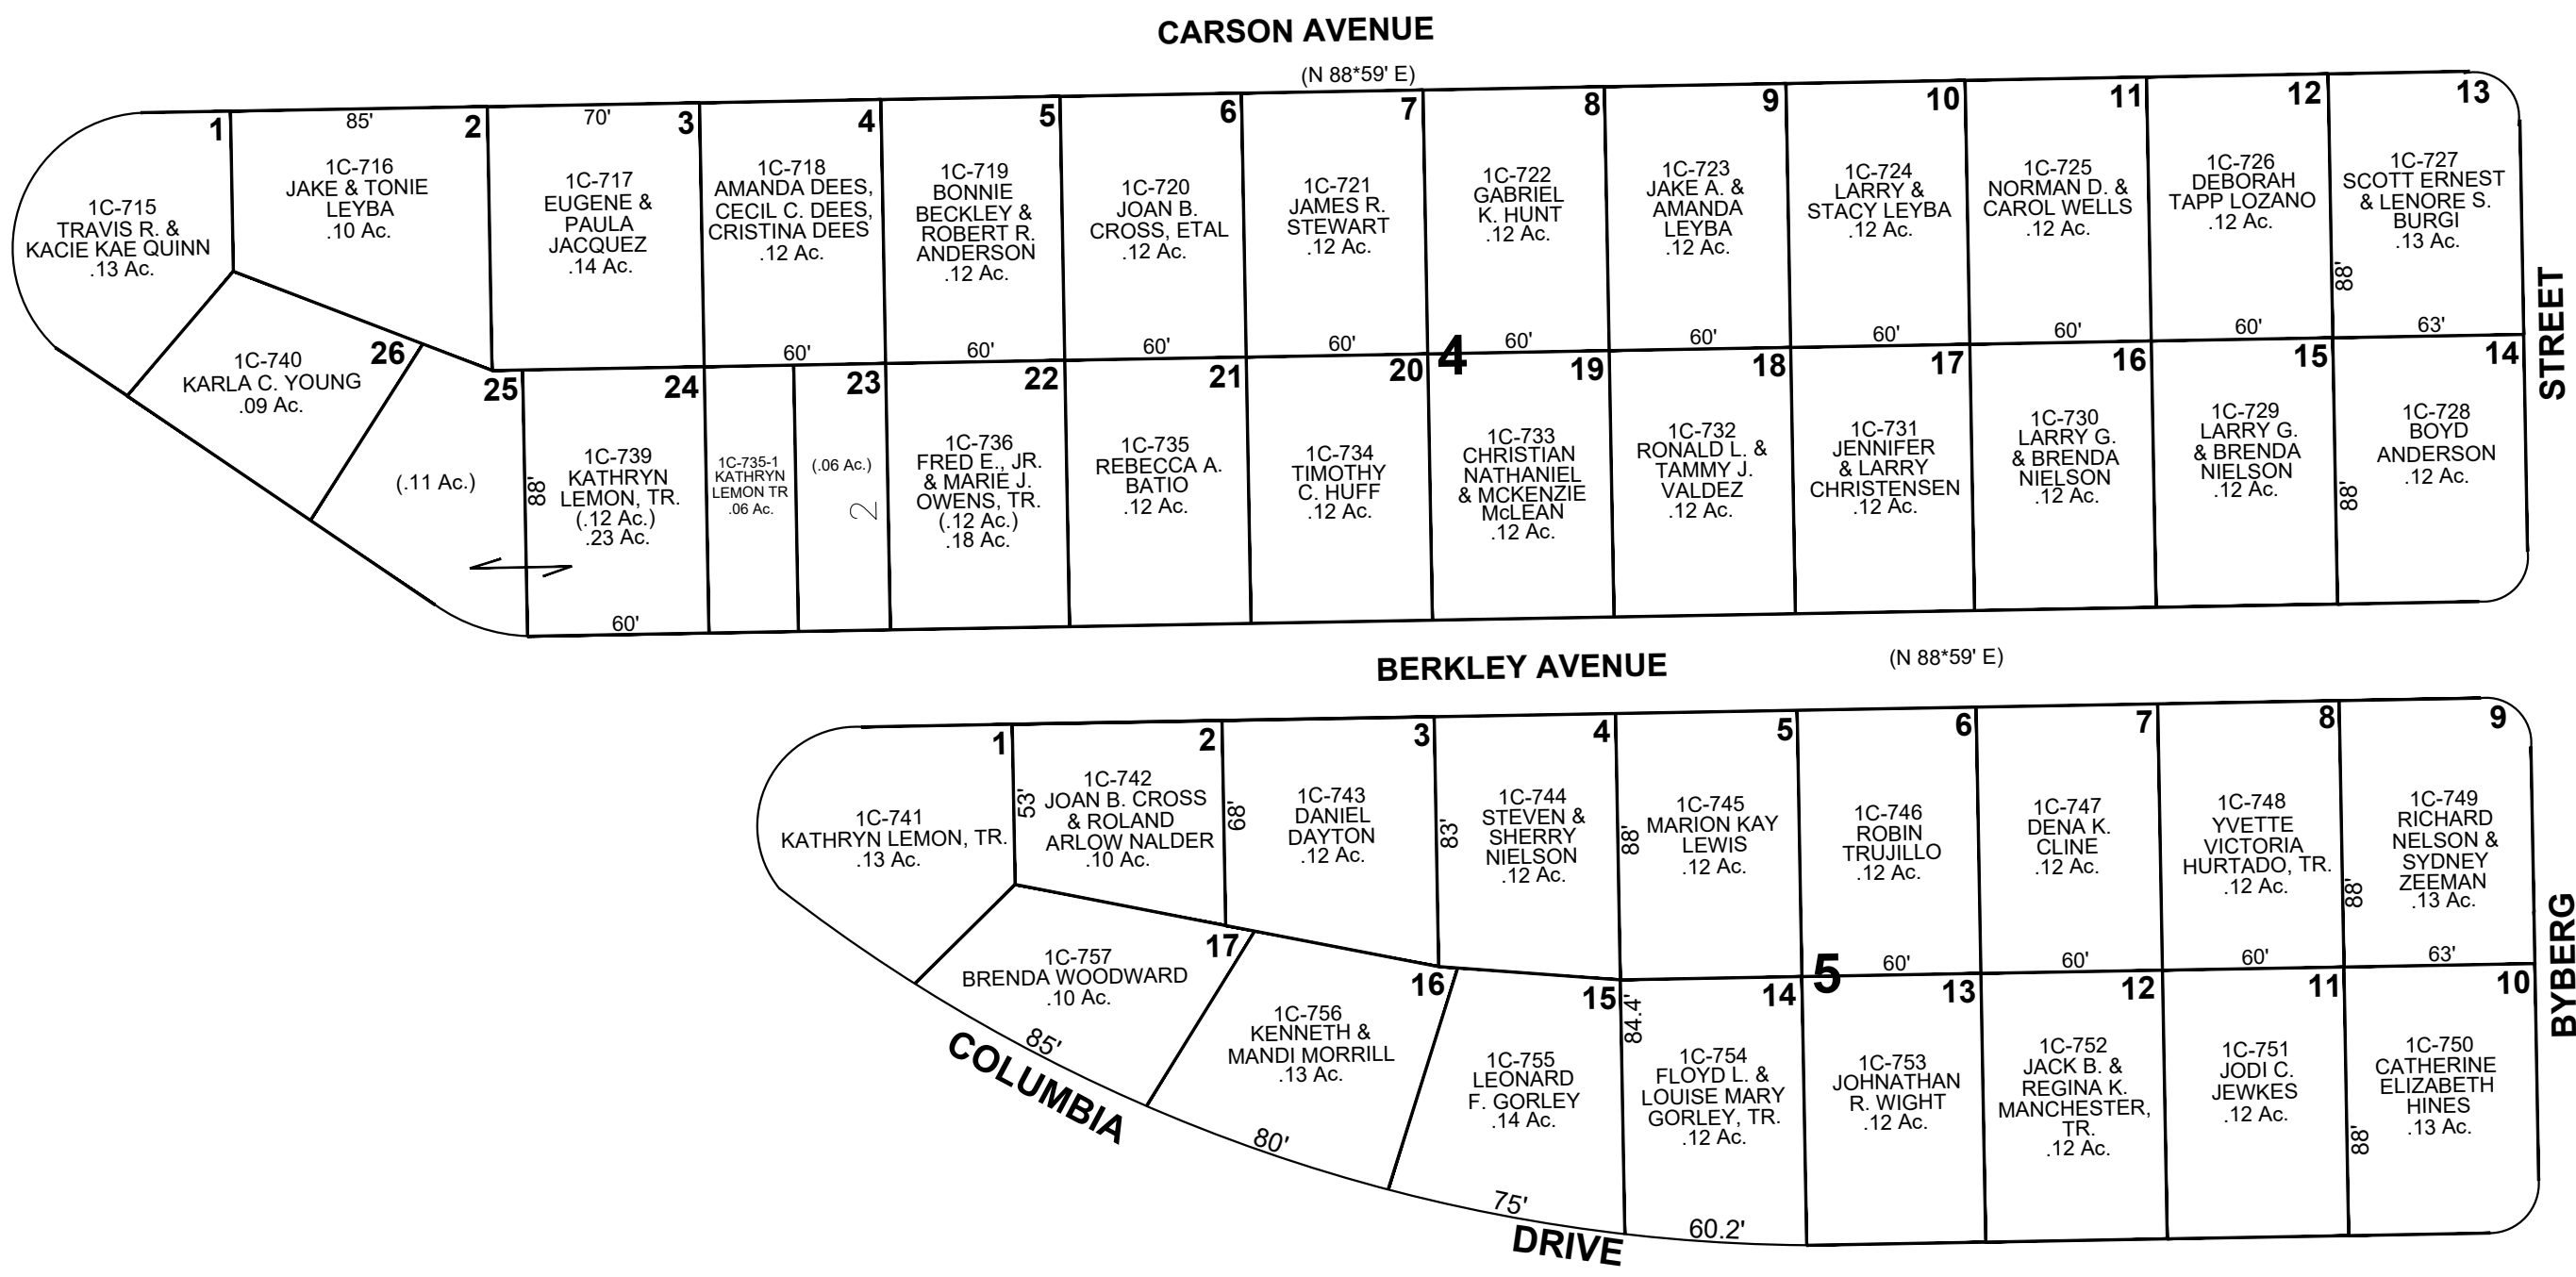 CARSON AVENUE
(N 88*59' E)
1
1C-715
TRAVIS R. &
KACIE KAE QUINN
.13 Ac.
85'
2
1C-716
JAKE & TONIE
LEYBA
.10 Ac.
70'
3
1C-717
EUGENE &
PAULA
JACQUEZ
.14 Ac.
4
1C-718
AMANDA DEES,
CECIL C. DEES,
CRISTINA DEES
.12 Ac.
60'
5
1C-719
BONNIE
BECKLEY &
ROBERT R.
ANDERSON
.12 Ac.
60'
6
1C-720
JOAN B.
CROSS, ETAL
.12 Ac.
60'
7
1C-721
JAMES R.
STEWART
.12 Ac.
60'
8
1C-722
GABRIEL
K. HUNT
.12 Ac.
60'
9
1C-723
JAKE A. &
AMANDA
LEYBA
.12 Ac.
60'
10
1C-724
LARRY &
STACY LEYBA
.12 Ac.
60'
11
1C-725
NORMAN D. &
CAROL WELLS
.12 Ac.
60'
12
1C-726
DEBORAH
TAPP LOZANO
.12 Ac.
60'
88'
13
1C-727
SCOTT ERNEST
& LENORE S.
BURGI
.13 Ac.
63'
STREET
4
26
1C-740
KARLA C. YOUNG
.09 Ac.
25
(.11 Ac.)
88'
24
1C-739
KATHRYN
LEMON, TR.
(.12 Ac.)
.23 Ac.
60'
1C-735-1
KATHRYN
LEMON TR
.06 Ac.
23
(.06 Ac.)
2
22
1C-736
FRED E., JR.
& MARIE J.
OWENS, TR.
(.12 Ac.)
.18 Ac.
21
1C-735
REBECCA A.
BATIO
.12 Ac.
20
1C-734
TIMOTHY
C. HUFF
.12 Ac.
19
1C-733
CHRISTIAN
NATHANIEL
& MCKENZIE
McLEAN
.12 Ac.
18
1C-732
RONALD L. &
TAMMY J.
VALDEZ
.12 Ac.
17
1C-731
JENNIFER
& LARRY
CHRISTENSEN
.12 Ac.
16
1C-730
LARRY G.
& BRENDA
NIELSON
.12 Ac.
15
1C-729
LARRY G.
& BRENDA
NIELSON
.12 Ac.
88'
14
1C-728
BOYD
ANDERSON
.12 Ac.
BERKLEY AVENUE
(N 88*59' E)
1
1C-741
KATHRYN LEMON, TR.
.13 Ac.
53'
2
1C-742
JOAN B. CROSS
& ROLAND
ARLOW NALDER
.10 Ac.
68'
3
1C-743
DANIEL
DAYTON
.12 Ac.
83'
4
1C-744
STEVEN &
SHERRY
NIELSON
.12 Ac.
88'
5
1C-745
MARION KAY
LEWIS
.12 Ac.
6
1C-746
ROBIN
TRUJILLO
.12 Ac.
60'
7
1C-747
DENA K.
CLINE
.12 Ac.
60'
8
1C-748
YVETTE
VICTORIA
HURTADO, TR.
.12 Ac.
60'
88'
9
1C-749
RICHARD
NELSON &
SYDNEY
ZEEMAN
.13 Ac.
63'
BYBERG
5
17
1C-757
BRENDA WOODWARD
.10 Ac.
85'
16
1C-756
KENNETH &
MANDI MORRILL
.13 Ac.
80'
15
1C-755
LEONARD
F. GORLEY
.14 Ac.
75'
84.4'
14
1C-754
FLOYD L. &
LOUISE MARY
GORLEY, TR.
.12 Ac.
60.2'
13
1C-753
JOHNATHAN
R. WIGHT
.12 Ac.
12
1C-752
JACK B. &
REGINA K.
MANCHESTER,
TR.
.12 Ac.
11
1C-751
JODI C.
JEWKES
.12 Ac.
88'
10
1C-750
CATHERINE
ELIZABETH
HINES
.13 Ac.
COLUMBIA
DRIVE